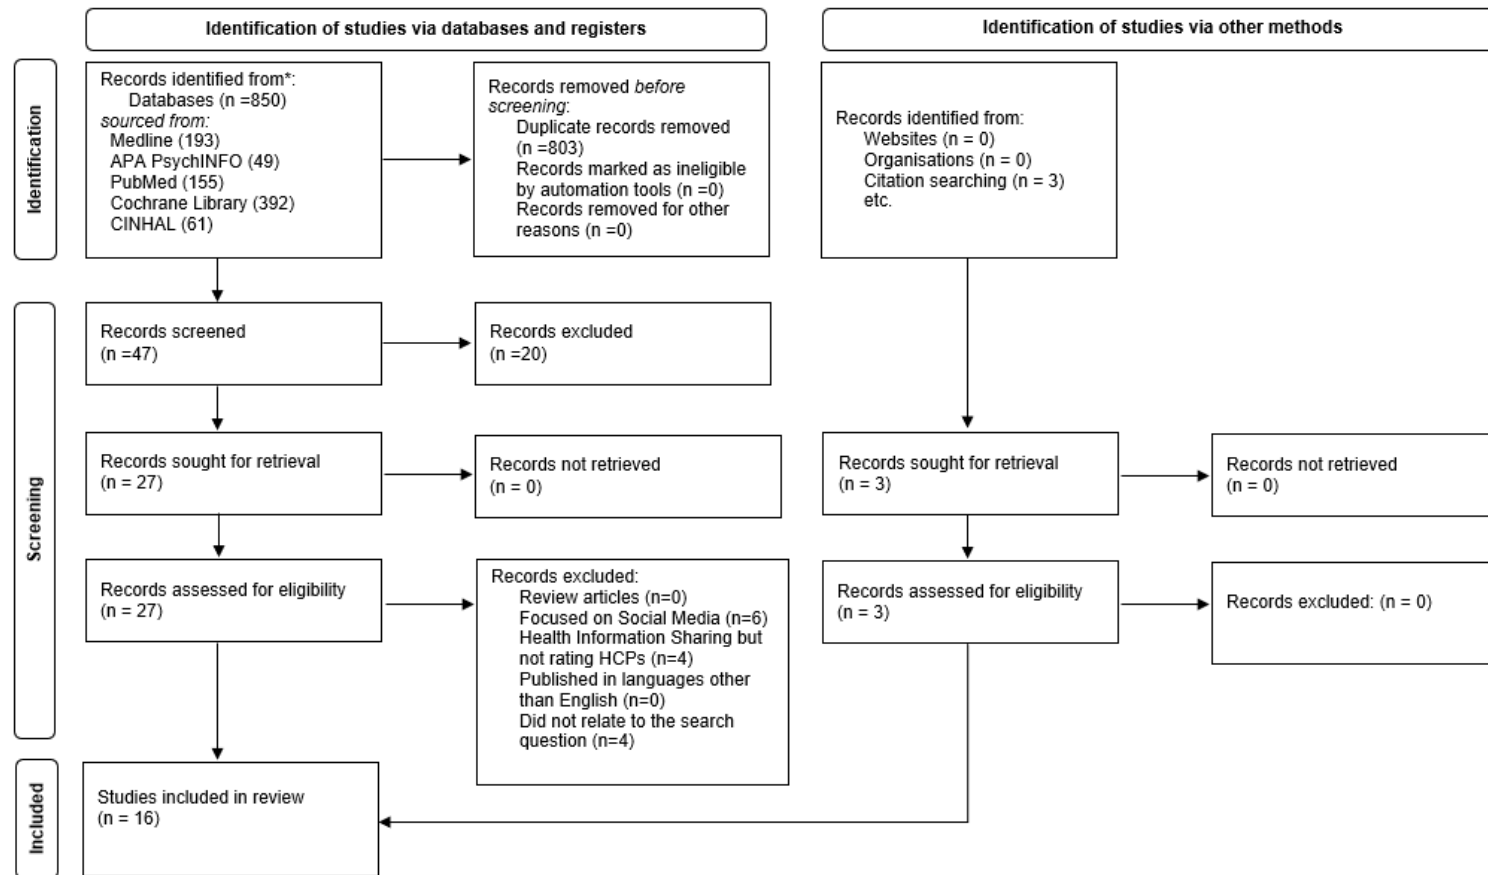 Identification of studies via databases and registers
Identification of studies via other methods
Identification
Records identified from*:
Databases (n =850)
sourced from:
Medline (193)
APA PsychINFO (49)
PubMed (155)
Cochrane Library (392)
CINHAL (61)
Records removed before
screening:
Duplicate records removed
(n =803)
Records marked as ineligible
by automation tools (n =0)
Records removed for other
reasons (n =0)
Records identified from:
Websites (n = 0)
Organisations (n = 0)
Citation searching (n = 3)
etc.
Screening
Records screened
(n =47)
Records excluded
(n =20)
Records sought for retrieval
(n = 27)
Records not retrieved
(n = 0)
Records sought for retrieval
(n = 3)
Records not retrieved
(n = 0)
Records assessed for eligibility
(n = 27)
Records excluded:
Review articles (n=0)
Focused on Social Media (n=6)
Health Information Sharing but
not rating HCPs (n=4)
Published in languages other
than English (n=0)
Did not relate to the search
question (n=4)
Records assessed for eligibility
(n = 3)
Records excluded: (n = 0)
Included
Studies included in review
(n = 16)